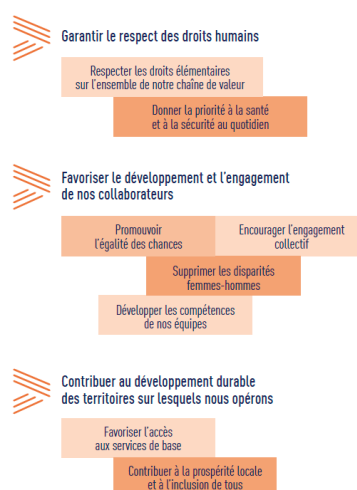 Garantir le respect des droits humains
Respecter les droits élémentaires
sur l'ensemble de notre chaîne de valeur
Donner la priorité à la santé
et à la sécurité au quotidien
Favoriser le développement et l'engagement
de nos collaborateurs
Promouvoir
l'égalité des chances
Encourager l'engagement
collectif
Supprimer les disparités
femmes-hommes
Développer les compétences
de nos équipes
Contribuer au développement durable
des territoires sur lesquels nous opérons
Favoriser l'accès
aux services de base
Contribuer à la prospérité locale
et à l'inclusion de tous